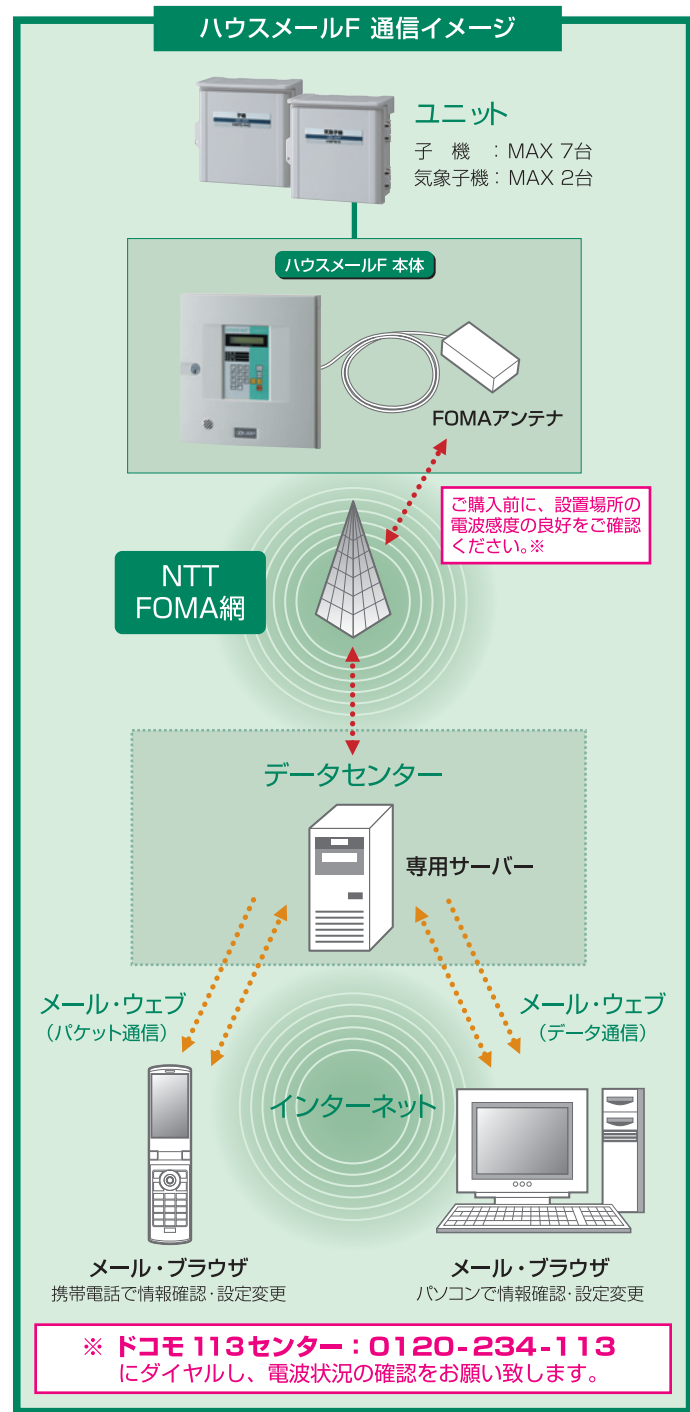 ハウスメールF 通信イメージ
子機
気象子機
ユニット
子　機　：MAX 7台
気象子機：MAX 2台
ハウスメールF 本体
FOMAアンテナ
ご購入前に、設置場所の
電波感度の良好をご確認
ください。※
NTT
FOMA網
データセンター
専用サーバー
メール・ウェブ
（パケット通信）
メール・ウェブ
（データ通信）
インターネット
メール・ブラウザ
携帯電話で情報確認・設定変更
メール・ブラウザ
パソコンで情報確認・設定変更
※ ドコモ 113センター：0120-234-113
にダイヤルし、電波状況の確認をお願い致します。